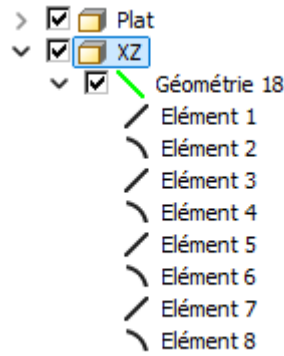 Plat
XZ
Géométrie 18
Elément 1
Elément 2
Elément 3
Elément 4
Elément 5
Elément 6
Elément 7
Elément 8